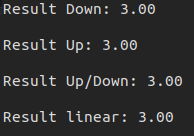 Result Down: 3.00
Result Up: 3.00
Result Up/Down: 3.00
Result linear: 3.00